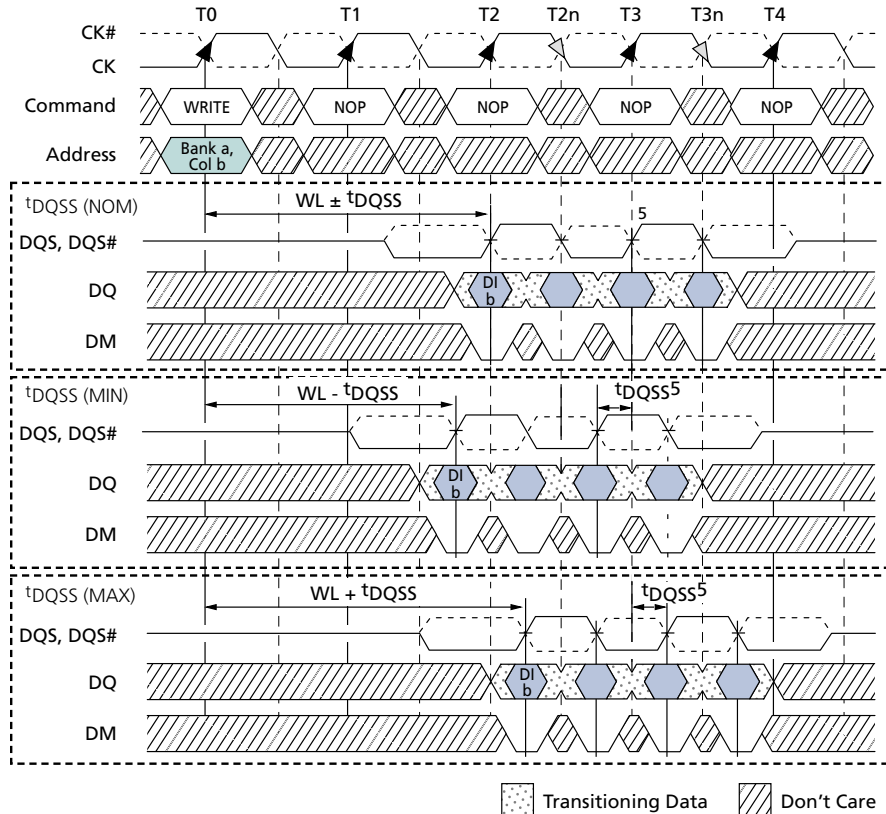 T0 T1 T2 T2n T3 T3n T4
CK#
CK
Command WRITE NOP NOP NOP NOP
Address Bank a, Col b
tDQSS (NOM) WL ± tDQSS
5
DQS, DQS#
DQ DI b
DM
tDQSS (MIN) WL - tDQSS tDQSS5
DQS, DQS#
DQ DI b
DM
tDQSS (MAX) WL + tDQSS tDQSS5
DQS, DQS#
DQ DI b
DM
Transitioning Data Don't Care